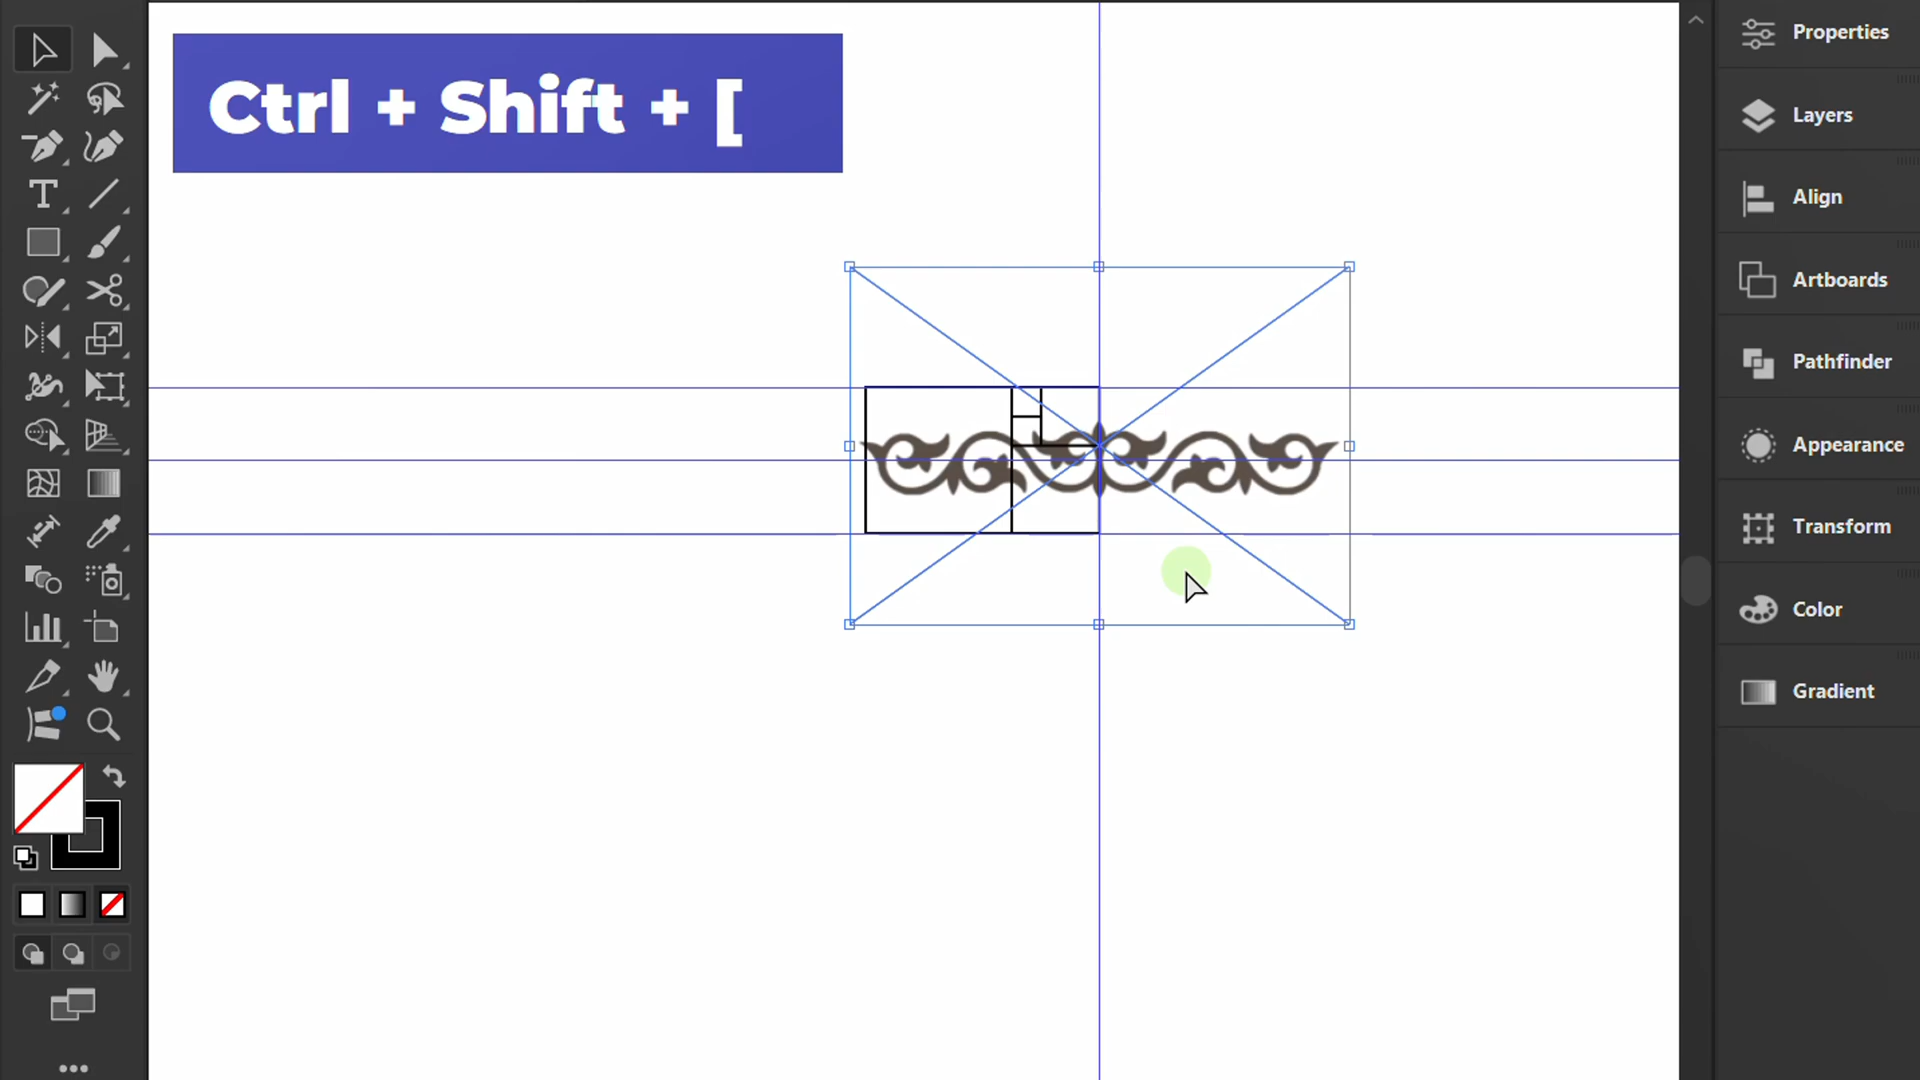 Ctrl + Shift + [
Properties
Layers
Align
Artboards
Pathfinder
Appearance
Transform
Color
Gradient